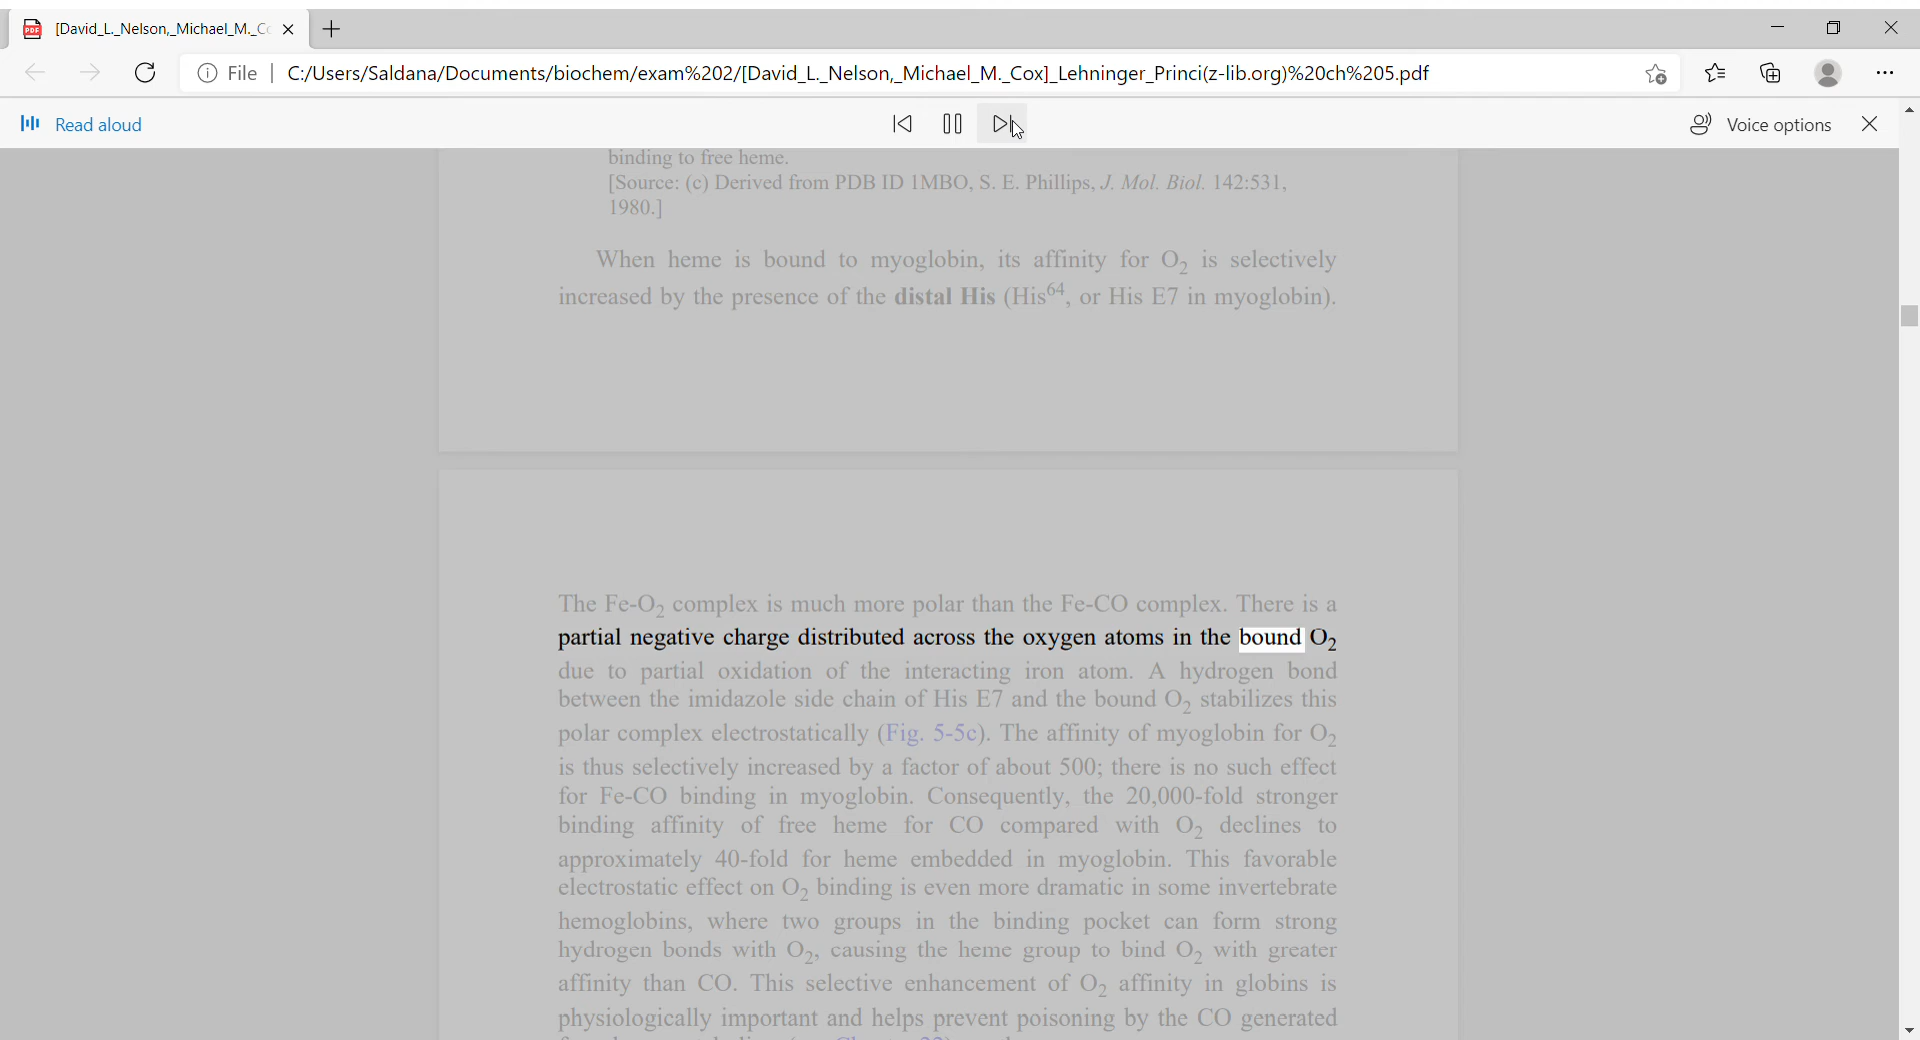 [David_L._Nelson,_Michael_M._Co
File
C:/Users/Saldana/Documents/biochem/exam%202/[David_L._Nelson,_Michael_M._Cox]_Lehninger_Princi(z-lib.org)%20ch%205.pdf
Read aloud
Voice options
binding to free heme.
[Source: (c) Derived from PDB ID 1MBO, S. E. Phillips, J. Mol. Biol. 142:531,
1980.]
When heme is bound to myoglobin, its affinity for O₂ is selectively
increased by the presence of the distal His (His⁶⁴, or His E7 in myoglobin).
The Fe-O₂ complex is much more polar than the Fe-CO complex. There is a
partial negative charge distributed across the oxygen atoms in the bound O₂
due to partial oxidation of the interacting iron atom. A hydrogen bond
between the imidazole side chain of His E7 and the bound O₂ stabilizes this
polar complex electrostatically (Fig. 5-5c). The affinity of myoglobin for O₂
is thus selectively increased by a factor of about 500; there is no such effect
for Fe-CO binding in myoglobin. Consequently, the 20,000-fold stronger
binding affinity of free heme for CO compared with O₂ declines to
approximately 40-fold for heme embedded in myoglobin. This favorable
electrostatic effect on O₂ binding is even more dramatic in some invertebrate
hemoglobins, where two groups in the binding pocket can form strong
hydrogen bonds with O₂, causing the heme group to bind O₂ with greater
affinity than CO. This selective enhancement of O₂ affinity in globins is
physiologically important and helps prevent poisoning by the CO generated